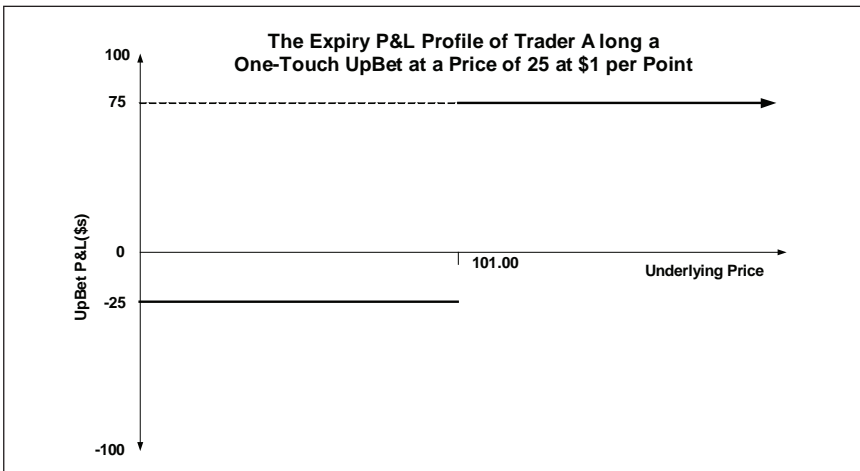 The Expiry P&L Profile of Trader A long a
One-Touch UpBet at a Price of 25 at $1 per Point
100
75
UpBet P&L($s)
0
101.00
Underlying Price
-25
-100